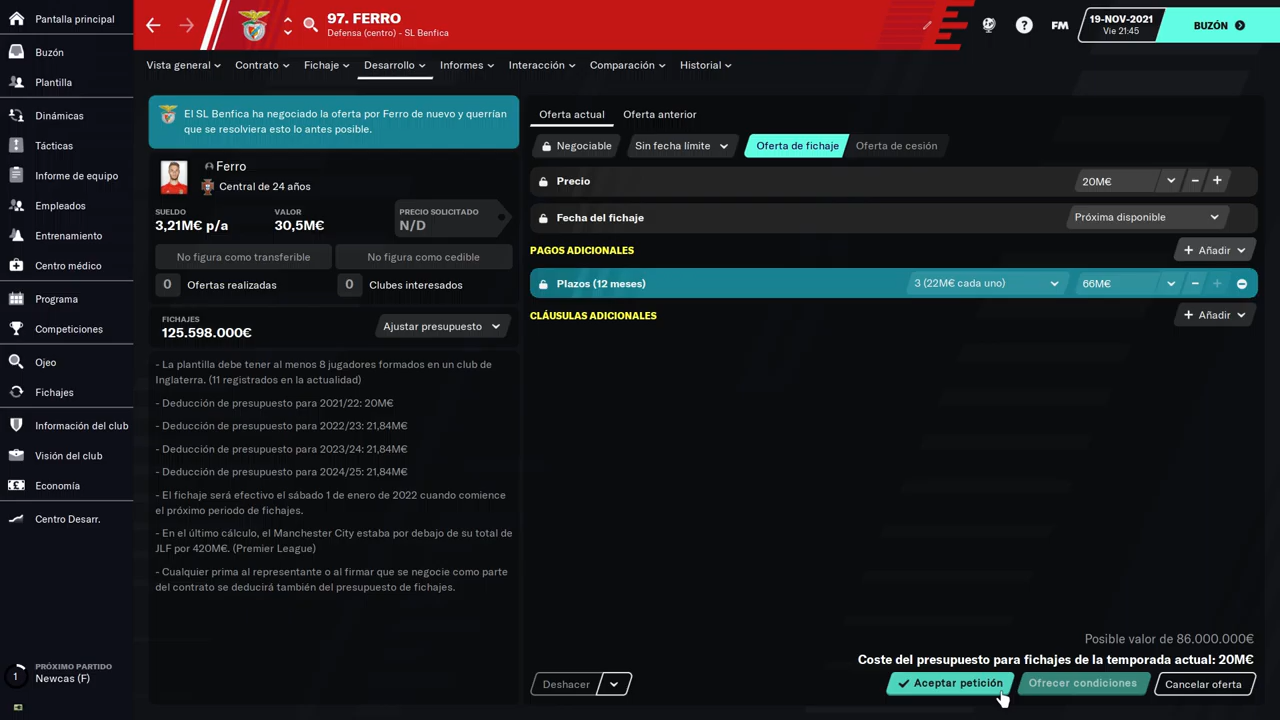 Pantalla principal
Buzón
Plantilla
Dinámicas
Tácticas
Informe de equipo
Empleados
Entrenamiento
Centro médico
Programa
Competiciones
Ojeo
Fichajes
Información del club
Visión del club
Economía
Centro Desarr.
1
PRÓXIMO PARTIDO
Newcas (F)
97. FERRO
Defensa (centro) - SL Benfica
?
FM
19-NOV-2021
Vie 21:45
BUZÓN
Vista general
Contrato
Fichaje
Desarrollo
Informes
Interacción
Comparación
Historial
El SL Benfica ha negociado la oferta por Ferro de nuevo y querrían
que se resolviera esto lo antes posible.
Ferro
Central de 24 años
SUELDO
3,21M€ p/a
VALOR
30,5M€
PRECIO SOLICITADO
N/D
No figura como transferible
No figura como cedible
0 Ofertas realizadas
0 Clubes interesados
FICHAJES
125.598.000€
Ajustar presupuesto
- La plantilla debe tener al menos 8 jugadores formados en un club de
Inglaterra. (11 registrados en la actualidad)
- Deducción de presupuesto para 2021/22: 20M€
- Deducción de presupuesto para 2022/23: 21,84M€
- Deducción de presupuesto para 2023/24: 21,84M€
- Deducción de presupuesto para 2024/25: 21,84M€
- El fichaje será efectivo el sábado 1 de enero de 2022 cuando comience
el próximo periodo de fichajes.
- En el último cálculo, el Manchester City estaba por debajo de su total de
JLF por 420M€. (Premier League)
- Cualquier prima al representante o al firmar que se negocie como parte
del contrato se deducirá también del presupuesto de fichajes.
Oferta actual
Oferta anterior
Negociable
Sin fecha límite
Oferta de fichaje
Oferta de cesión
Precio
20M€
Fecha del fichaje
Próxima disponible
PAGOS ADICIONALES
+ Añadir
Plazos (12 meses)
3 (22M€ cada uno)
66M€
CLÁUSULAS ADICIONALES
+ Añadir
Posible valor de 86.000.000€
Coste del presupuesto para fichajes de la temporada actual: 20M€
Deshacer
Aceptar petición
Ofrecer condiciones
Cancelar oferta